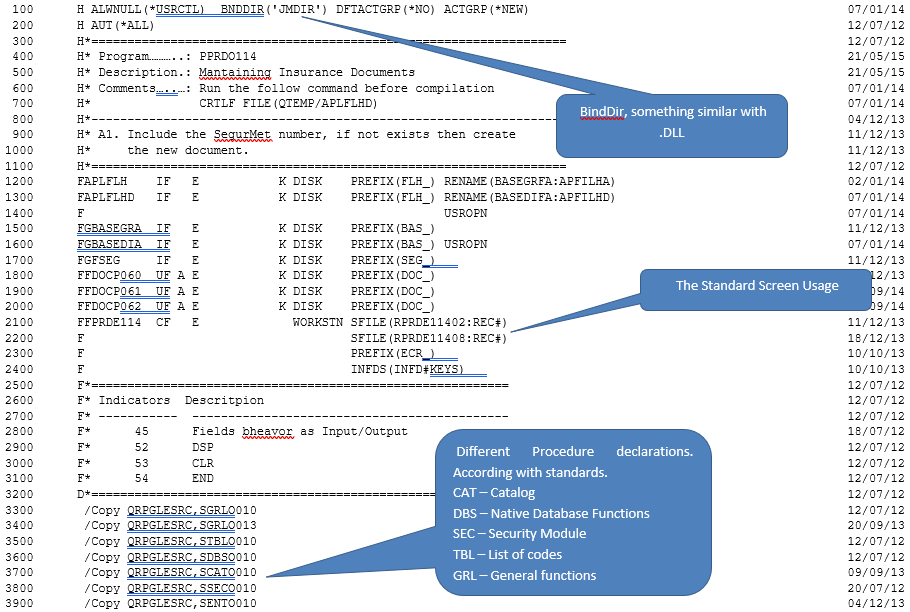 100 H ALWNULL(*USRCTL) BNDDIR('JMDIR') DFTACTGRP(*NO) ACTGRP(*NEW) 07/01/14
200 H AUT(*ALL) 12/07/12
300 H*================================================================== 12/07/12
400 H* Program………..: PPRDO114 21/05/15
500 H* Description.: Mantaining Insurance Documents 21/05/15
600 H* Comments…..…: Run the follow command before compilation 07/01/14
700 H* CRTLF FILE(QTEMP/APLFLHD) 07/01/14
800 H*------------------------------------------------------------------ 04/12/13
BindDir, something similar with
.DLL
900 H* A1. Include the SegurMet number, if not exists then create 11/12/13
1000 H* the new document. 11/12/13
1100 H*================================================================== 12/07/12
1200 FAPLFLH IF E K DISK PREFIX(FLH_) RENAME(BASEGRFA:APFILHA) 02/01/14
1300 FAPLFLHD IF E K DISK PREFIX(FLH_) RENAME(BASEDIFA:APFILHD) 07/01/14
1400 F USROPN 07/01/14
1500 FGBASEGRA IF E K DISK PREFIX(BAS_) 11/12/13
1600 FGBASEDIA IF E K DISK PREFIX(BAS_) USROPN 07/01/14
1700 FGFSEG IF E K DISK PREFIX(SEG_) 11/12/13
1800 FFDOCP060 UF A E K DISK PREFIX(DOC_) 12/13
The Standard Screen Usage
1900 FFDOCP061 UF A E K DISK PREFIX(DOC_) 09/14
2000 FFDOCP062 UF A E K DISK PREFIX(DOC_) 09/14
2100 FFPRDE114 CF E WORKSTN SFILE(RPRDE11402:REC#) 11/12/13
2200 F SFILE(RPRDE11408:REC#) 18/12/13
2300 F PREFIX(ECR_) 10/10/13
2400 F INFDS(INFD#KEYS) 10/10/13
2500 F*========================================================== 12/07/12
2600 F* Indicators Descritpion 12/07/12
2700 F* ----------- -------------------------------------------- 12/07/12
2800 F* 45 Fields bheavor as Input/Output 18/07/12
2900 F* 52 DSP 12/07/12
3000 F* 53 CLR 12/07/12
3100 F* 54 END 12/07/12
3200 D*================================================ 12/07/12
3300 /Copy QRPGLESRC,SGRLO010 12/07/12
3400 /Copy QRPGLESRC,SGRLO013 20/09/13
3500 /Copy QRPGLESRC,STBLO010 12/07/12
3600 /Copy QRPGLESRC,SDBSO010 12/07/12
3700 /Copy QRPGLESRC,SCATO010 09/09/13
3800 /Copy QRPGLESRC,SSECO010 20/07/12
3900 /Copy QRPGLESRC,SENTO010 04/12/13
Different Procedure declarations.
According with standards.
CAT – Catalog
DBS – Native Database Functions
SEC – Security Module
TBL – List of codes
GRL – General functions